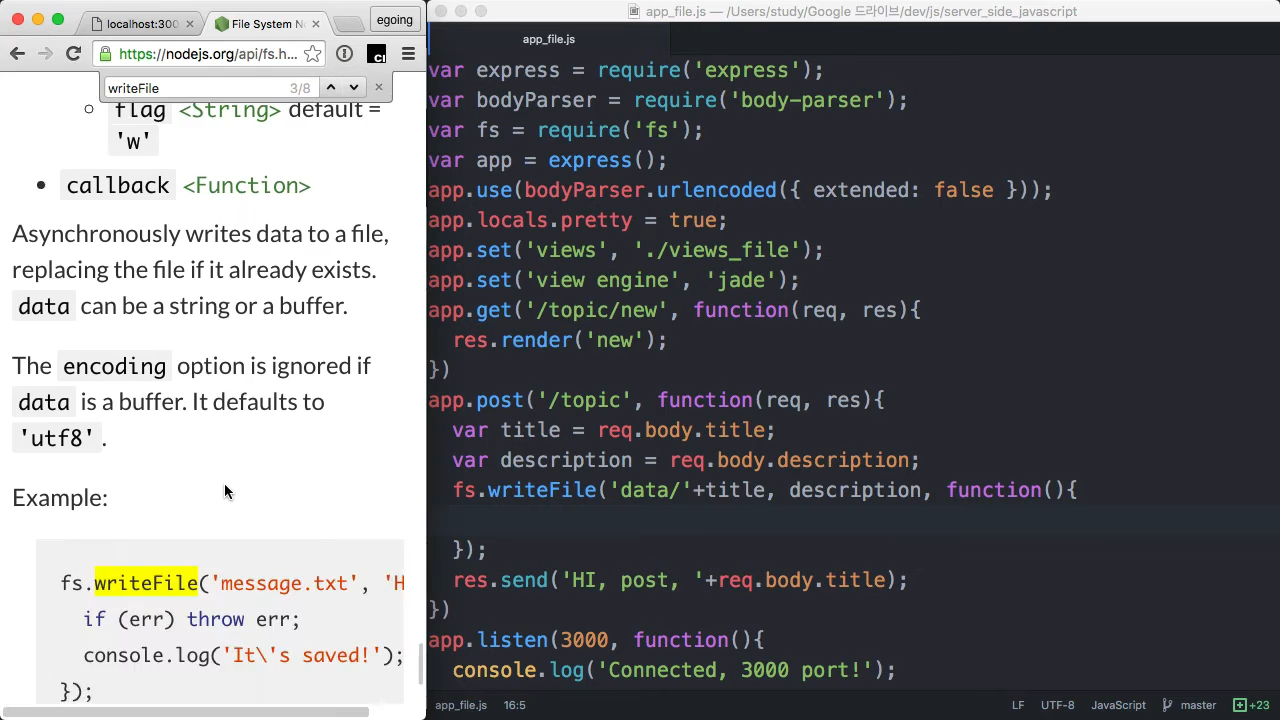 localhost:300
File System N
egoing
https://nodejs.org/api/fs.h...
writeFile
3/8
flag <String> default =
'w'
callback <Function>
Asynchronously writes data to a file,
replacing the file if it already exists.
data can be a string or a buffer.
The encoding option is ignored if
data is a buffer. It defaults to
'utf8'.
Example:
fs.writeFile('message.txt', 'H
if (err) throw err;
console.log('It\'s saved!');
});
app_file.js — /Users/study/Google 드라이브/dev/js/server_side_javascript
app_file.js
var express = require('express');
var bodyParser = require('body-parser');
var fs = require('fs');
var app = express();
app.use(bodyParser.urlencoded({ extended: false }));
app.locals.pretty = true;
app.set('views', './views_file');
app.set('view engine', 'jade');
app.get('/topic/new', function(req, res){
res.render('new');
})
app.post('/topic', function(req, res){
var title = req.body.title;
var description = req.body.description;
fs.writeFile('data/'+title, description, function(){
});
res.send('HI, post, '+req.body.title);
})
app.listen(3000, function(){
console.log('Connected, 3000 port!');
app_file.js 16:5
LF UTF-8 JavaScript master +23